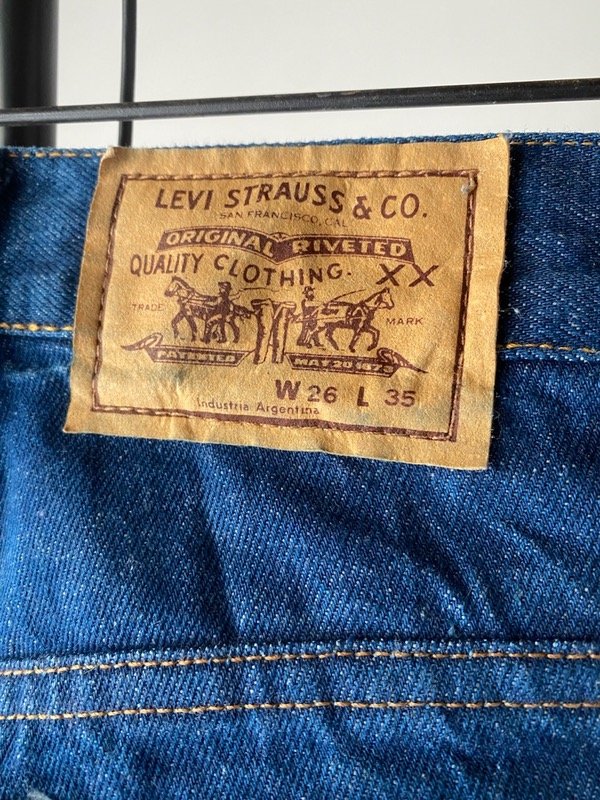 LEVI STRAUSS & CO.
SAN FRANCISCO, CAL.
ORIGINAL RIVETED
QUALITY CLOTHING. XX
TRADE MARK
PATENTED MAY 20 1873
W 26 L 35
Industria Argentina